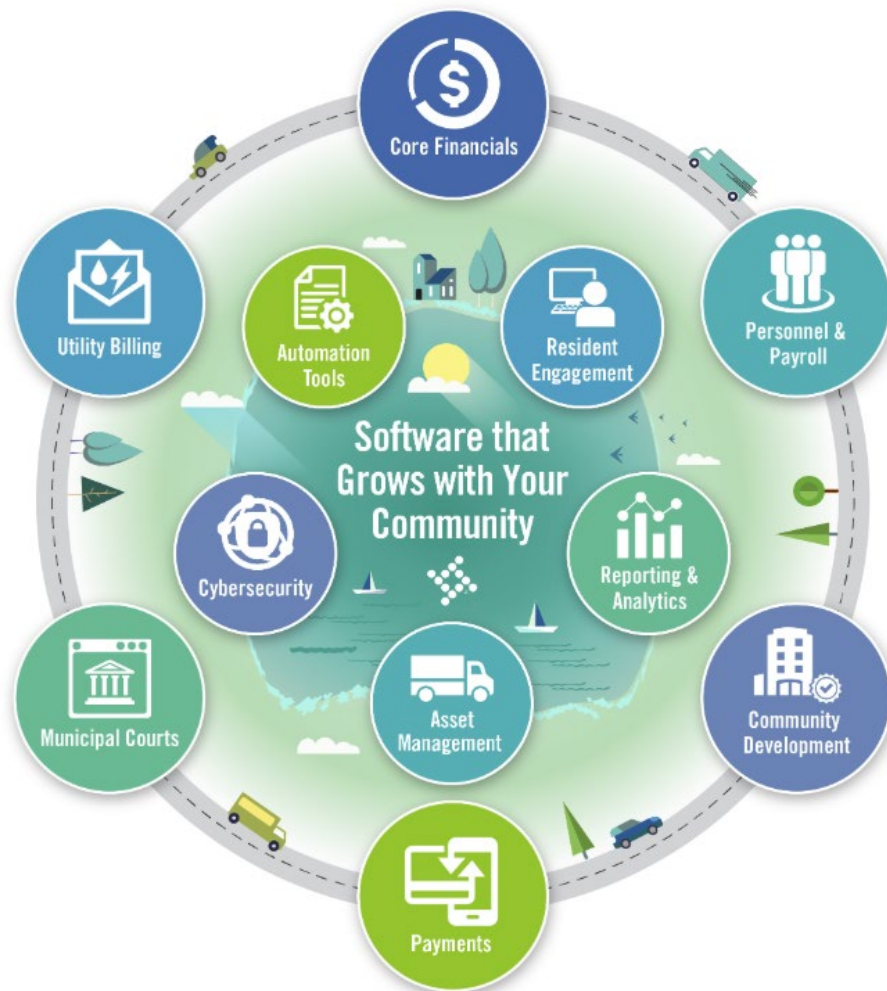 Core Financials
Utility Billing
Automation
Tools
Resident
Engagement
Personnel &
Payroll
Software that
Grows with Your
Community
Cybersecurity
Reporting &
Analytics
Municipal Courts
Asset
Management
Community
Development
Payments